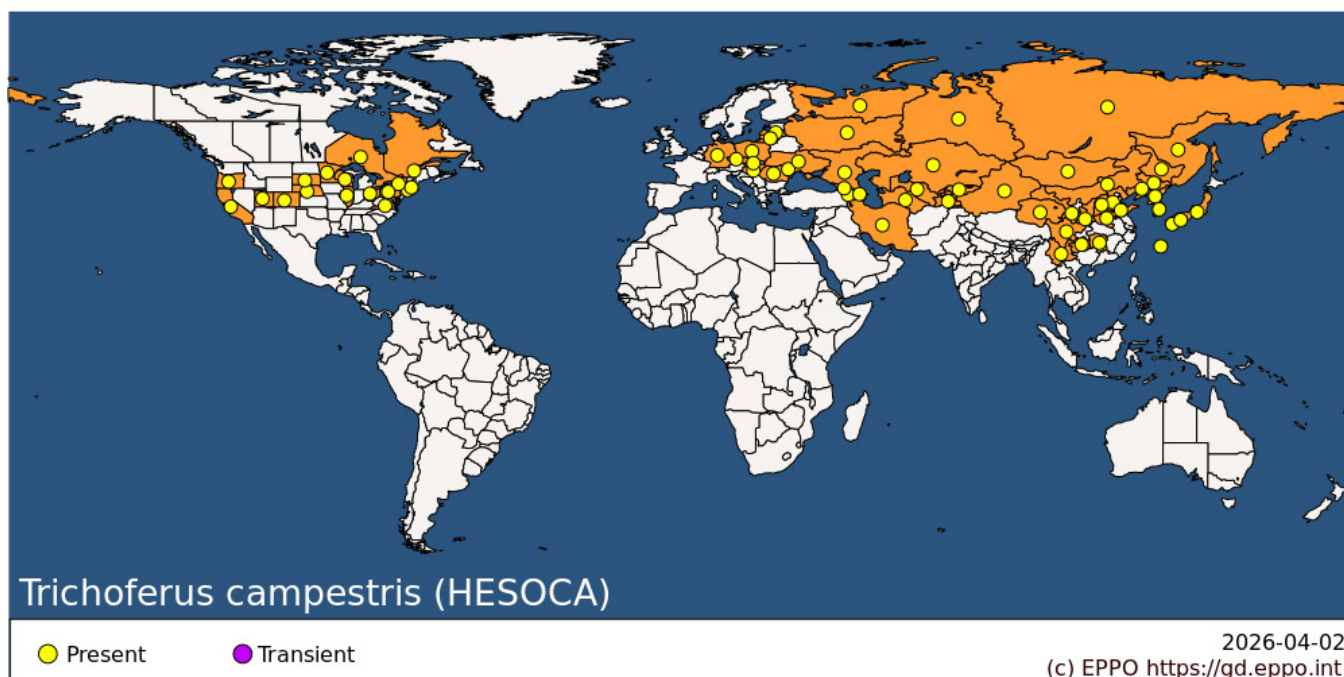 Trichoferus campestris (HESOCA)
Present
Transient
2026-04-02
(c) EPPO https://gd.eppo.int